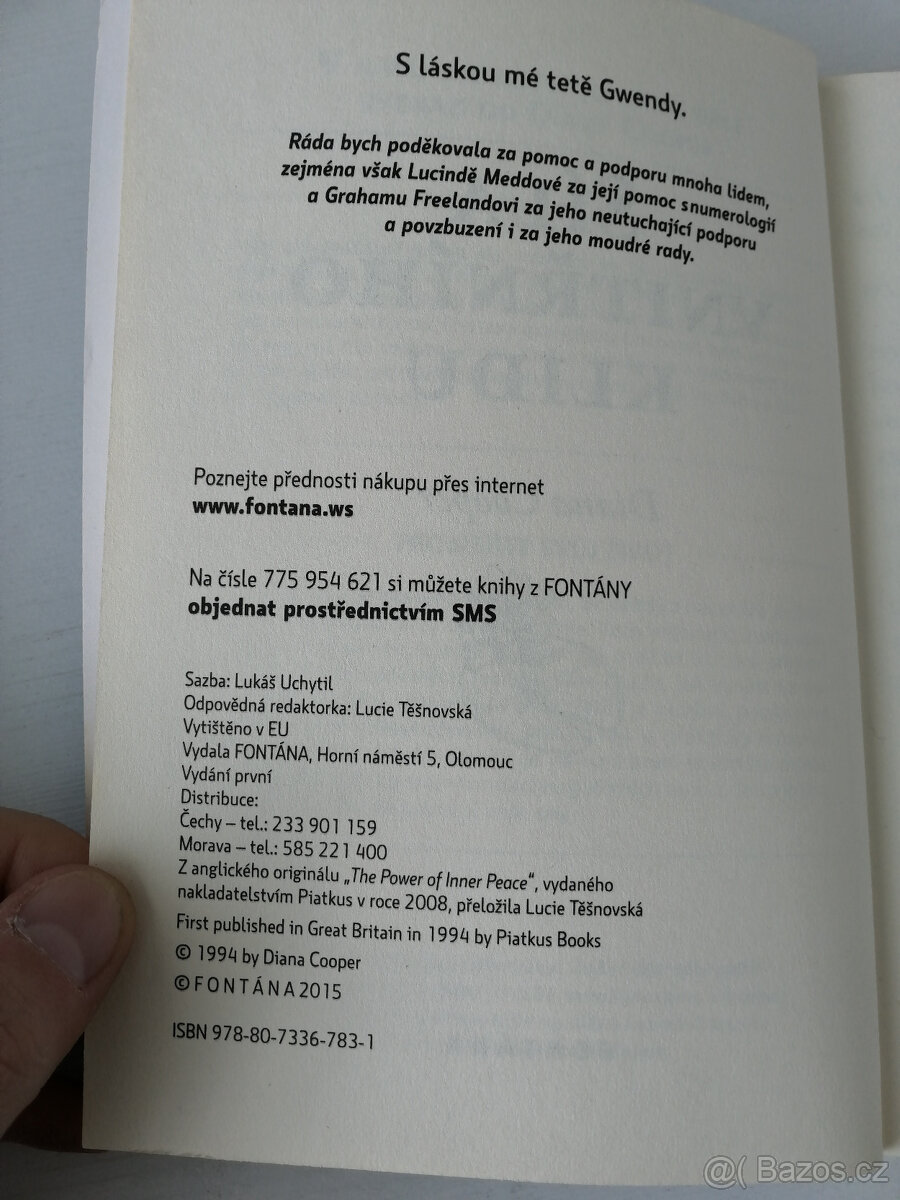 S láskou mé tetě Gwendy.
Ráda bych poděkovala za pomoc a podporu mnoha lidem,
zejména však Lucindě Meddové za její pomoc s numerologií
a Grahamu Freelandovi za jeho neutuchající podporu
a povzbuzení i za jeho moudré rady.
VNITŘNÍHO
KLIDU
Poznejte přednosti nákupu přes internet
www.fontana.ws
Na čísle 775 954 621 si můžete knihy z FONTÁNY
objednat prostřednictvím SMS
Sazba: Lukáš Uchytil
Odpovědná redaktorka: Lucie Těšnovská
Vytištěno v EU
Vydala FONTÁNA, Horní náměstí 5, Olomouc
Vydání první
Distribuce:
Čechy – tel.: 233 901 159
Morava – tel.: 585 221 400
Z anglického originálu „The Power of Inner Peace“, vydaného
nakladatelstvím Piatkus v roce 2008, přeložila Lucie Těšnovská
First published in Great Britain in 1994 by Piatkus Books
© 1994 by Diana Cooper
© FONTÁNA 2015
ISBN 978-80-7336-783-1
@( Bazos.cz